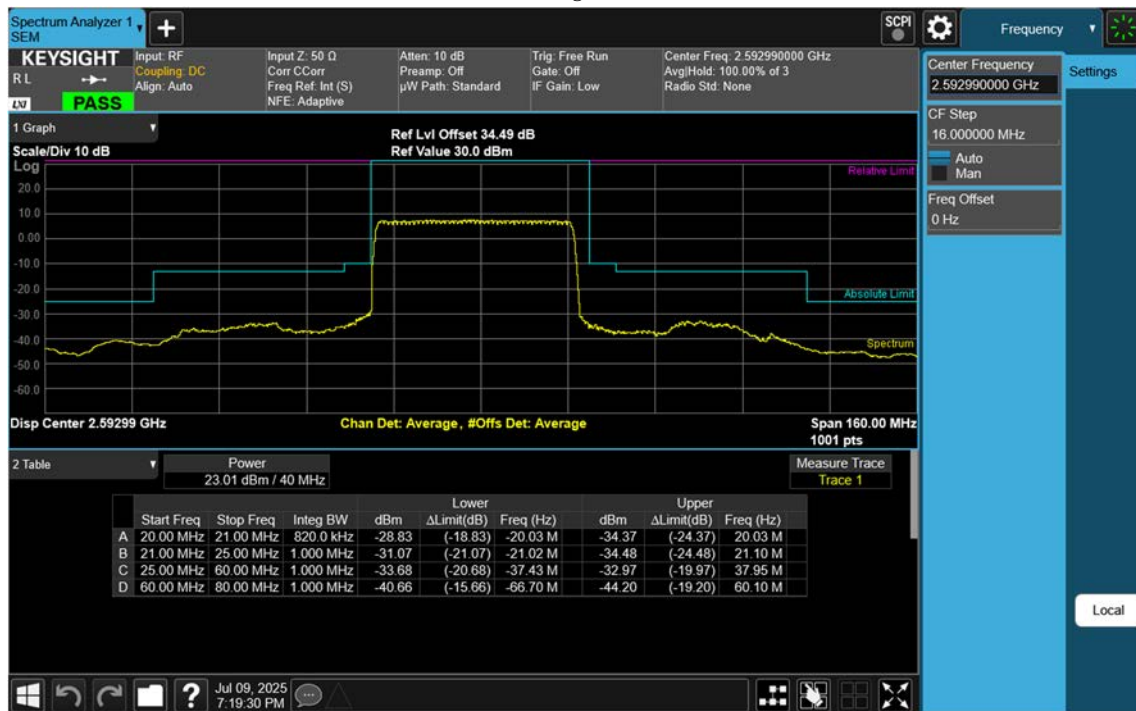 Spectrum Analyzer 1
SEM
+
SCPI
Frequency
KEYSIGHT
R L
LXI
PASS
Input: RF
Coupling: DC
Align: Auto
Input Z: 50 Ω
Corr CCorr
Freq Ref: Int (S)
NFE: Adaptive
Atten: 10 dB
Preamp: Off
µW Path: Standard
Trig: Free Run
Gate: Off
IF Gain: Low
Center Freq: 2.592990000 GHz
Avg|Hold: 100.00% of 3
Radio Std: None
Center Frequency
2.592990000 GHz
Settings
CF Step
16.000000 MHz
Auto
Man
Freq Offset
0 Hz
1 Graph
Scale/Div 10 dB
Ref Lvl Offset 34.49 dB
Ref Value 30.0 dBm
Log
Relative Limit
20.0
10.0
0.00
-10.0
-20.0
Absolute Limit
-30.0
-40.0
Spectrum
-50.0
-60.0
Disp Center 2.59299 GHz
Chan Det: Average, #Offs Det: Average
Span 160.00 MHz
1001 pts
2 Table
Power
23.01 dBm / 40 MHz
Measure Trace
Trace 1
Lower Upper
Start Freq Stop Freq Integ BW dBm ΔLimit(dB) Freq (Hz) dBm ΔLimit(dB) Freq (Hz)
A 20.00 MHz 21.00 MHz 820.0 kHz -28.83 (-18.83) -20.03 M -34.37 (-24.37) 20.03 M
B 21.00 MHz 25.00 MHz 1.000 MHz -31.07 (-21.07) -21.02 M -34.48 (-24.48) 21.10 M
C 25.00 MHz 60.00 MHz 1.000 MHz -33.68 (-20.68) -37.43 M -32.97 (-19.97) 37.95 M
D 60.00 MHz 80.00 MHz 1.000 MHz -40.66 (-15.66) -66.70 M -44.20 (-19.20) 60.10 M
Local
?
Jul 09, 2025
7:19:30 PM